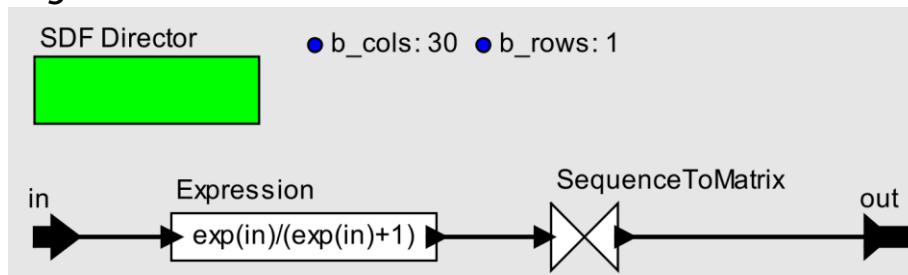 SDF Director
b_cols: 30 b_rows: 1
in
Expression
SequenceToMatrix
out
exp(in)/(exp(in)+1)